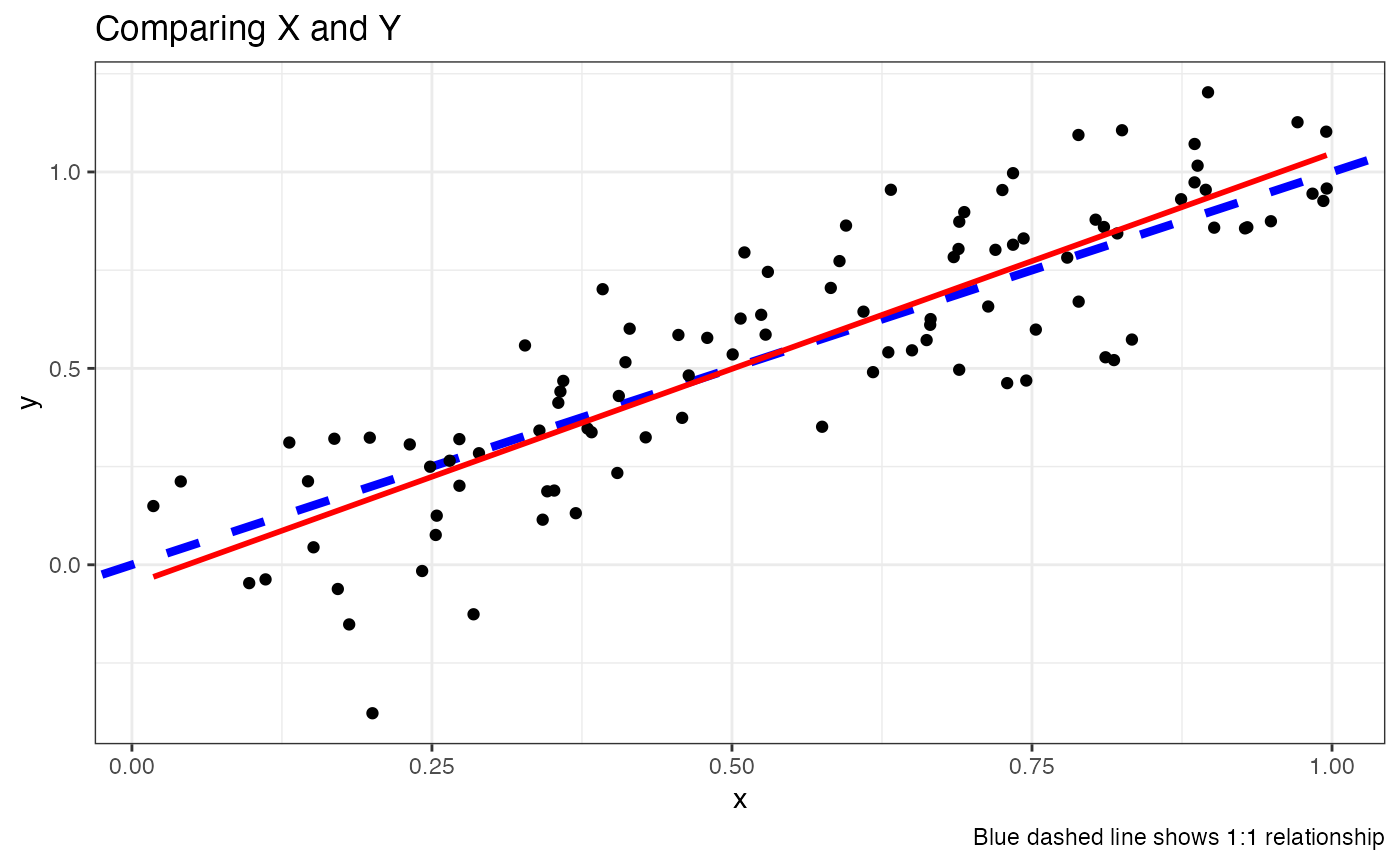 Comparing X and Y
1.0
0.5
0.0
y
0.00 0.25 0.50 0.75 1.00
x
Blue dashed line shows 1:1 relationship